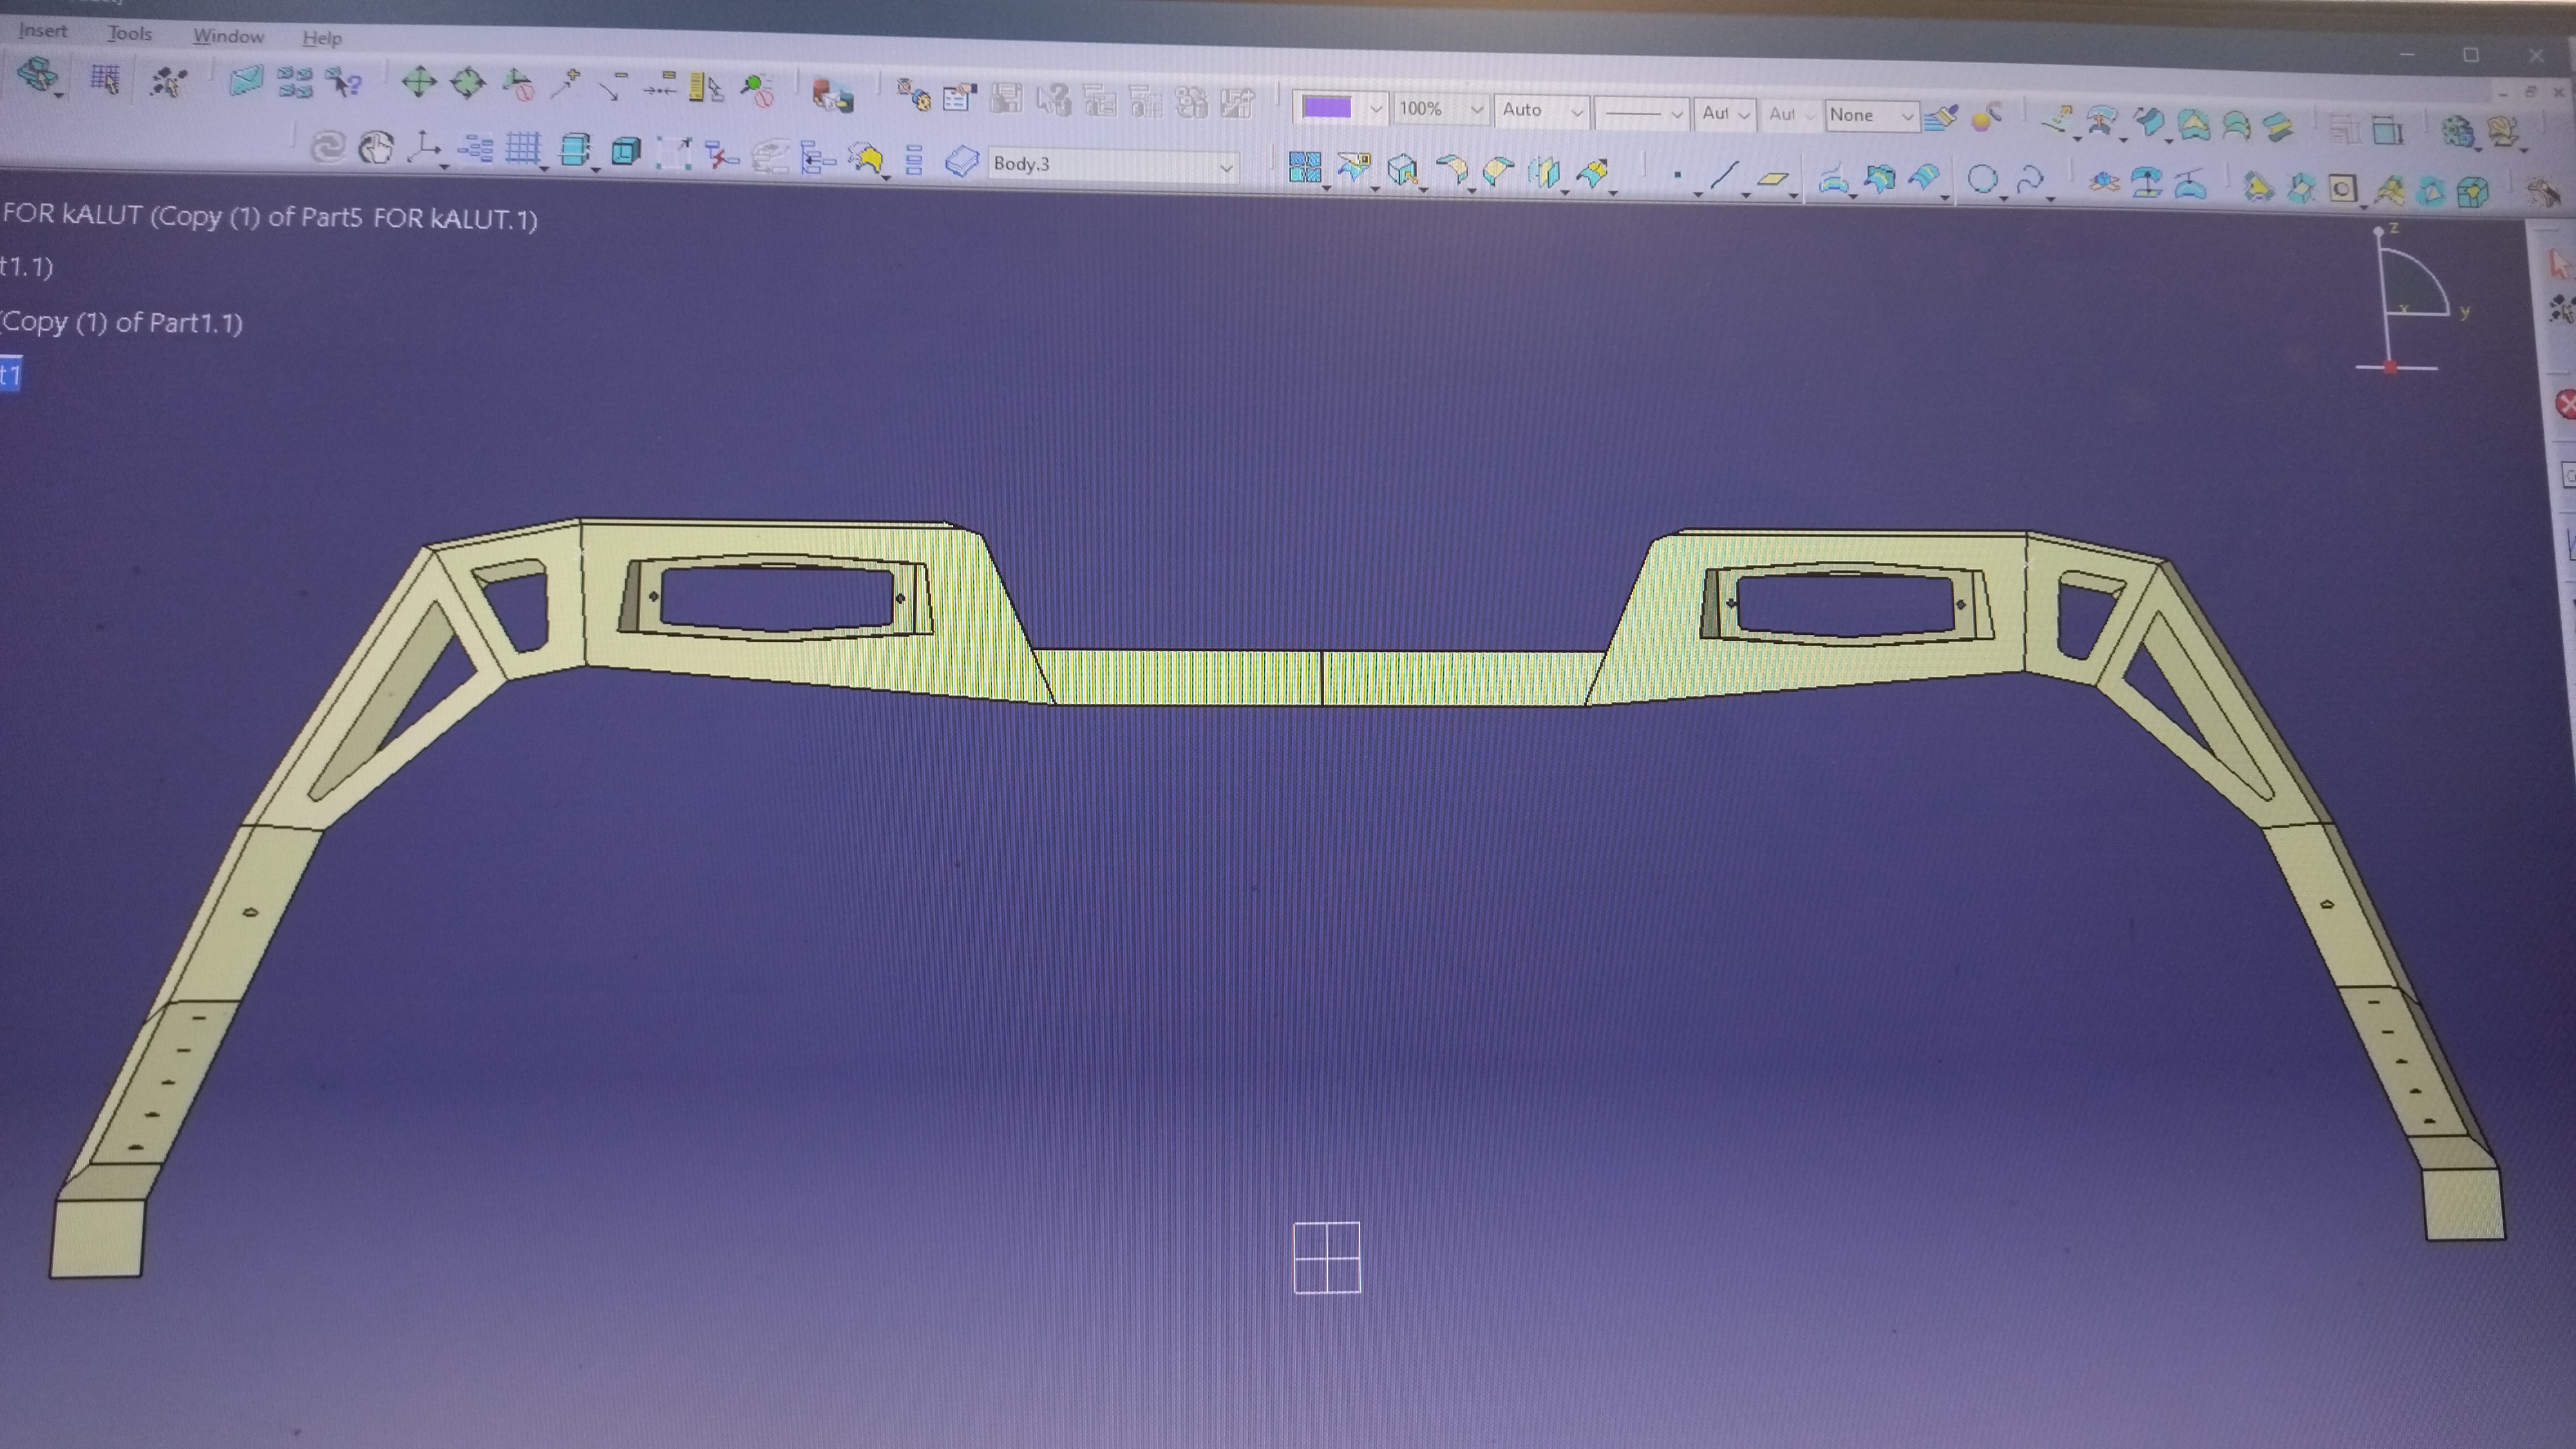 Insert Tools Window Help
100% Auto Aut Aut None
Body.3
FOR kALUT (Copy (1) of Part5 FOR kALUT.1)
t1.1)
(Copy (1) of Part1.1)
t1
z
x
y